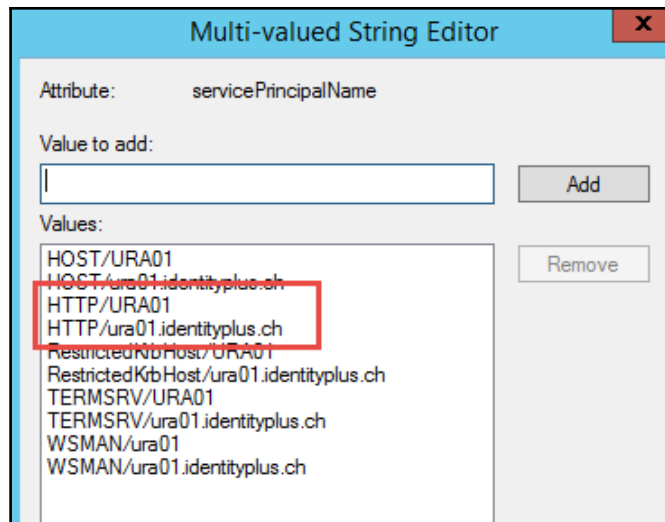 Multi-valued String Editor
x
Attribute: servicePrincipalName
Value to add:
Add
Values:
Remove
HOST/URA01
HOST/ura01.identityplus.ch
HTTP/URA01
HTTP/ura01.identityplus.ch
RestrictedKrbHost/URA01
RestrictedKrbHost/ura01.identityplus.ch
TERMSRV/URA01
TERMSRV/ura01.identityplus.ch
WSMAN/ura01
WSMAN/ura01.identityplus.ch